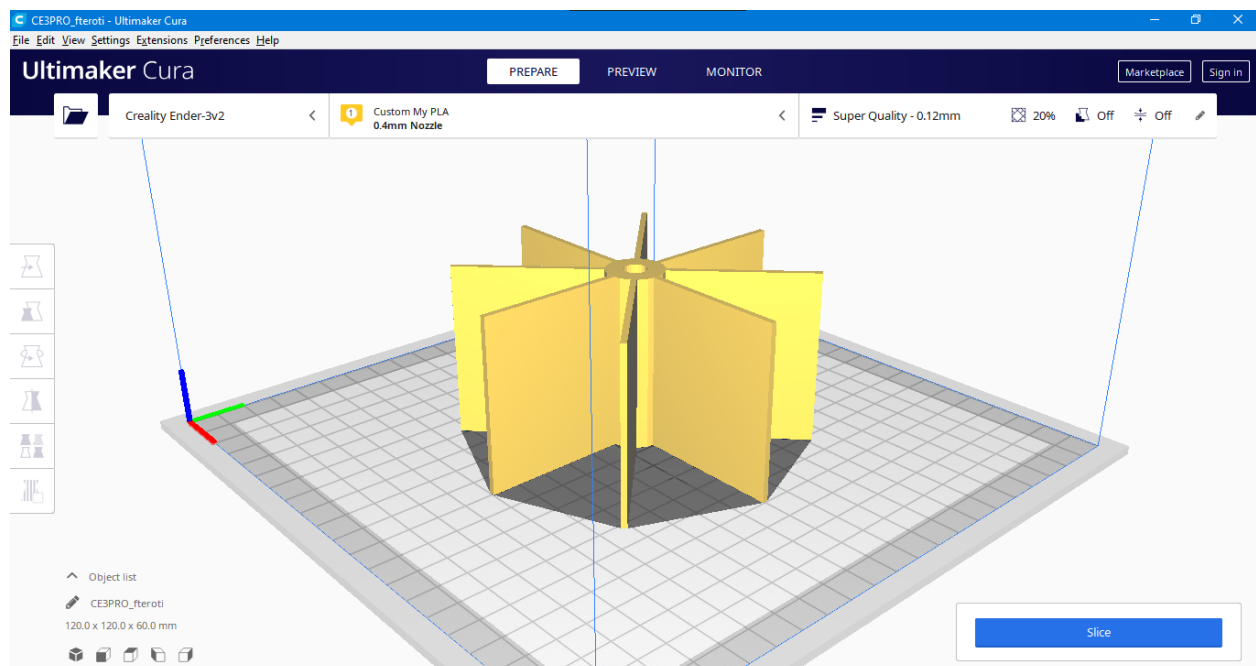 CE3PRO_fteroti - Ultimaker Cura
File Edit View Settings Extensions Preferences Help
Ultimaker Cura
PREPARE PREVIEW MONITOR
Marketplace Sign in
Creality Ender-3v2
1
Custom My PLA
0.4mm Nozzle
Super Quality - 0.12mm
20% Off Off
Object list
CE3PRO_fteroti
120.0 x 120.0 x 60.0 mm
Slice